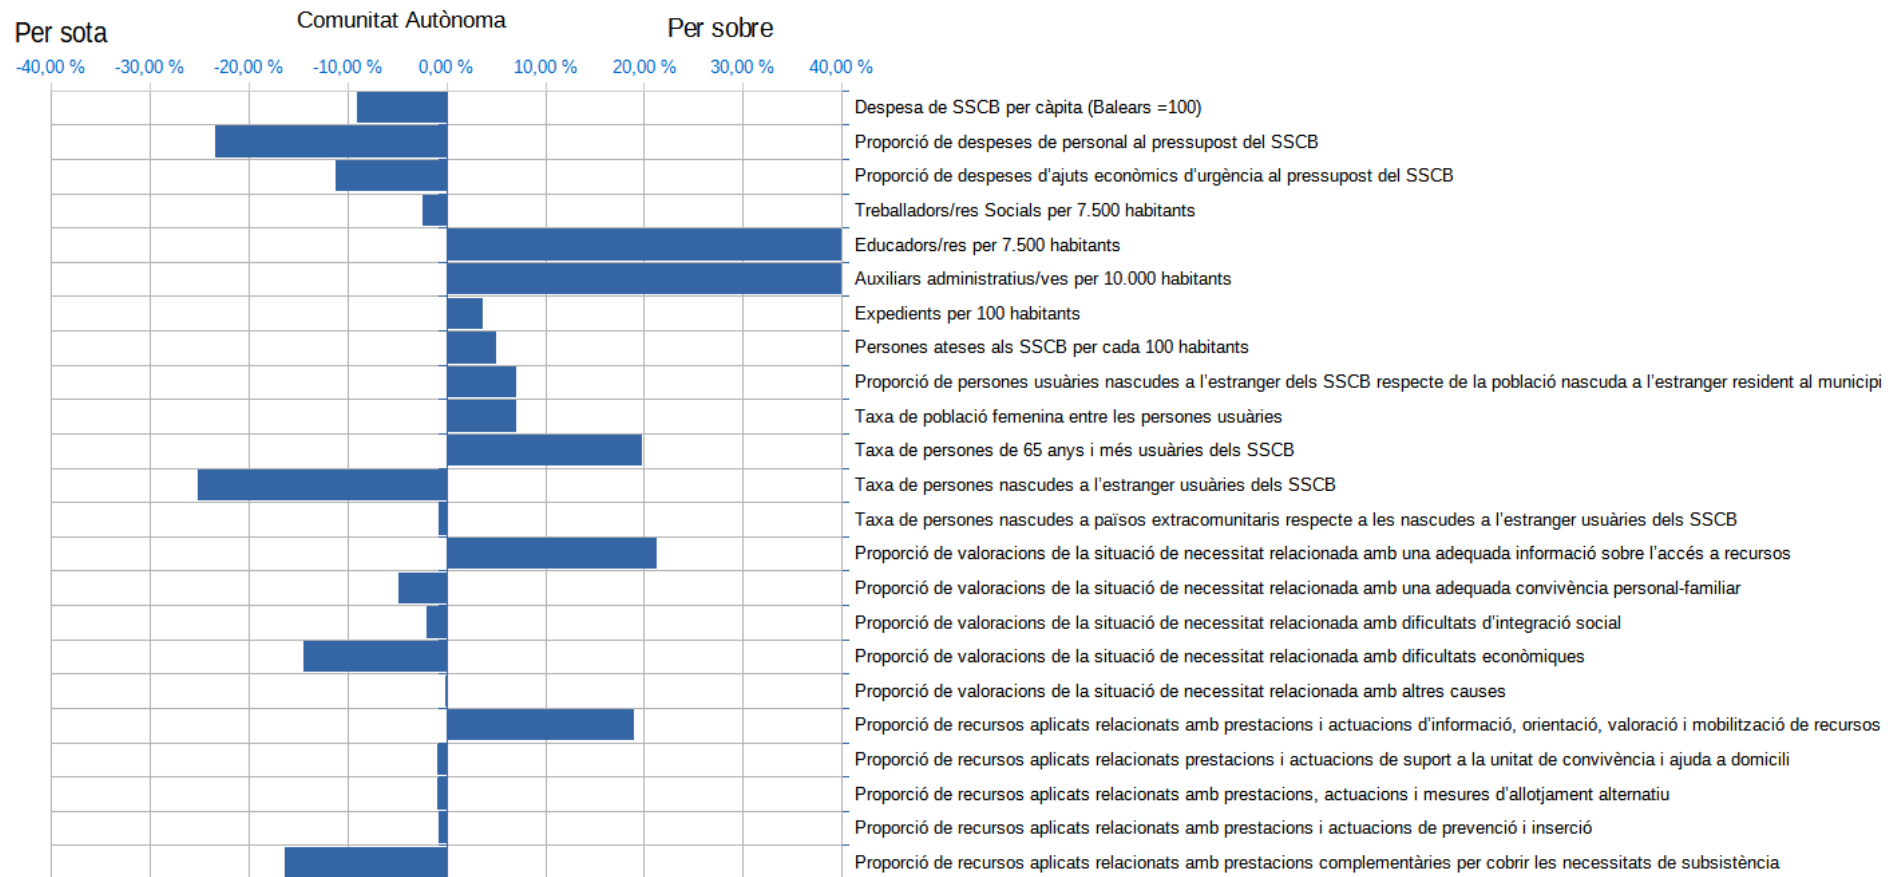 Comunitat Autònoma
Per sota
Per sobre
-40,00 % -30,00 % -20,00 % -10,00 % 0,00 % 10,00 % 20,00 % 30,00 % 40,00 %
Despesa de SSCB per càpita (Balears =100)
Proporció de despeses de personal al pressupost del SSCB
Proporció de despeses d’ajuts econòmics d’urgència al pressupost del SSCB
Treballadors/res Socials per 7.500 habitants
Educadors/res per 7.500 habitants
Auxiliars administratius/ves per 10.000 habitants
Expedients per 100 habitants
Persones ateses als SSCB per cada 100 habitants
Proporció de persones usuàries nascudes a l’estranger dels SSCB respecte de la població nascuda a l’estranger resident al municipi
Taxa de població femenina entre les persones usuàries
Taxa de persones de 65 anys i més usuàries dels SSCB
Taxa de persones nascudes a l’estranger usuàries dels SSCB
Taxa de persones nascudes a països extracomunitaris respecte a les nascudes a l’estranger usuàries dels SSCB
Proporció de valoracions de la situació de necessitat relacionada amb una adequada informació sobre l’accés a recursos
Proporció de valoracions de la situació de necessitat relacionada amb una adequada convivència personal-familiar
Proporció de valoracions de la situació de necessitat relacionada amb dificultats d’integració social
Proporció de valoracions de la situació de necessitat relacionada amb dificultats econòmiques
Proporció de valoracions de la situació de necessitat relacionada amb altres causes
Proporció de recursos aplicats relacionats amb prestacions i actuacions d’informació, orientació, valoració i mobilització de recursos
Proporció de recursos aplicats relacionats prestacions i actuacions de suport a la unitat de convivència i ajuda a domicili
Proporció de recursos aplicats relacionats amb prestacions, actuacions i mesures d’allotjament alternatiu
Proporció de recursos aplicats relacionats amb prestacions i actuacions de prevenció i inserció
Proporció de recursos aplicats relacionats amb prestacions complementàries per cobrir les necessitats de subsistència